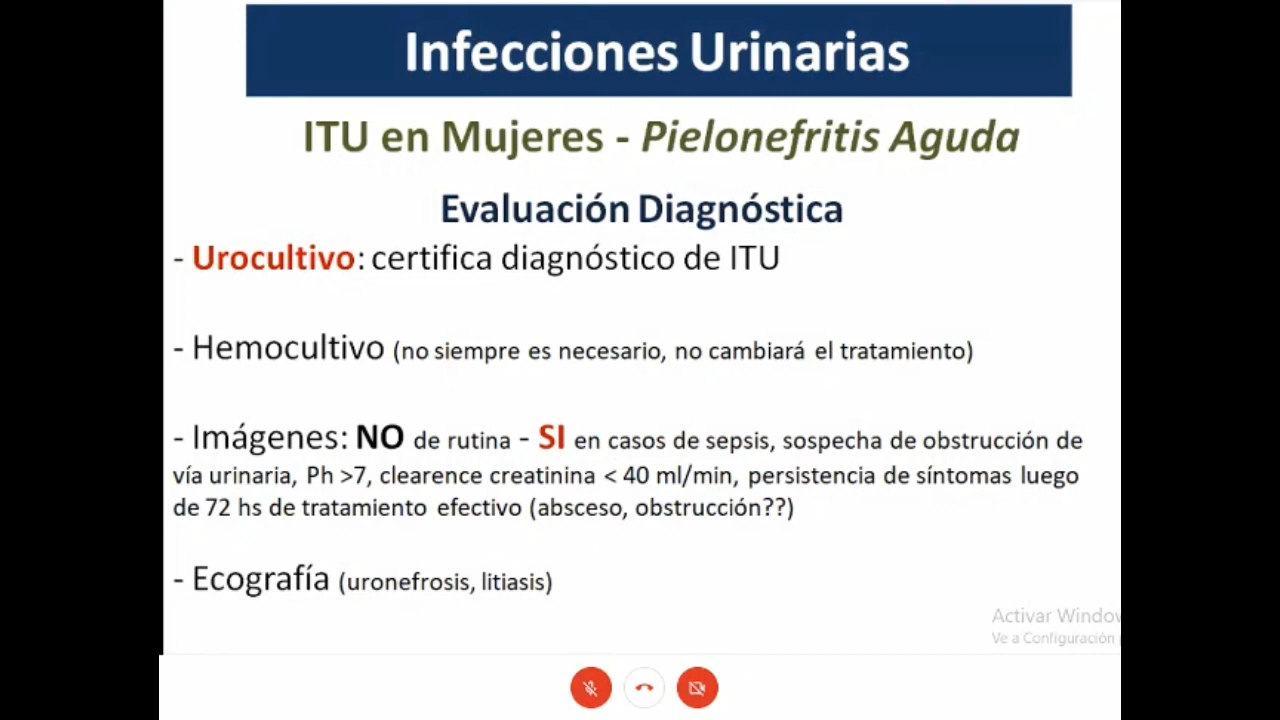 Infecciones Urinarias
ITU en Mujeres - Pielonefritis Aguda
Evaluación Diagnóstica
- Urocultivo: certifica diagnóstico de ITU
- Hemocultivo (no siempre es necesario, no cambiará el tratamiento)
- Imágenes: NO de rutina - SI en casos de sepsis, sospecha de obstrucción de
vía urinaria, Ph >7, clearence creatinina < 40 ml/min, persistencia de síntomas luego
de 72 hs de tratamiento efectivo (absceso, obstrucción??)
- Ecografía (uronefrosis, litiasis)
Activar Window
Ve a Configuración